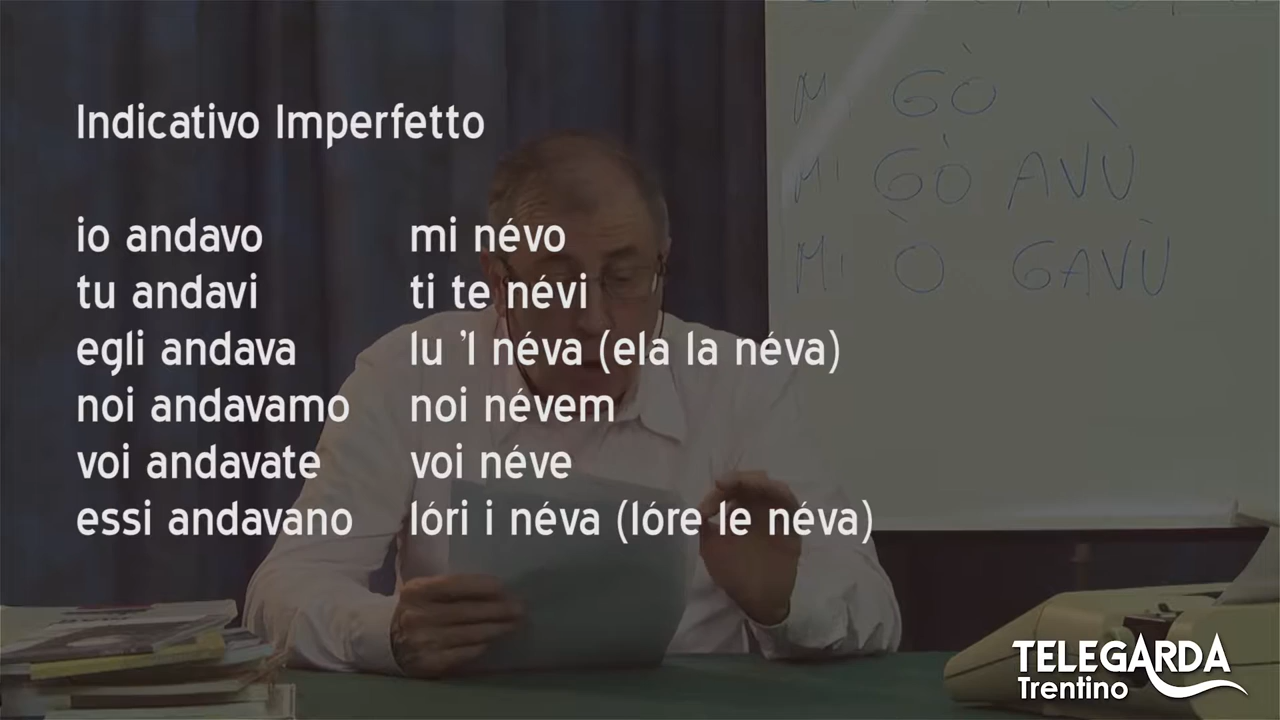 Indicativo Imperfetto
io andavo mi névo
tu andavi ti te névi
egli andava lu 'l néva (ela la néva)
noi andavamo noi névem
voi andavate voi néve
essi andavano lóri i néva (lóre le néva)
MI GÒ
MI GÒ AVÙ
MI Ò GAVÙ
TELEGARDA
Trentino